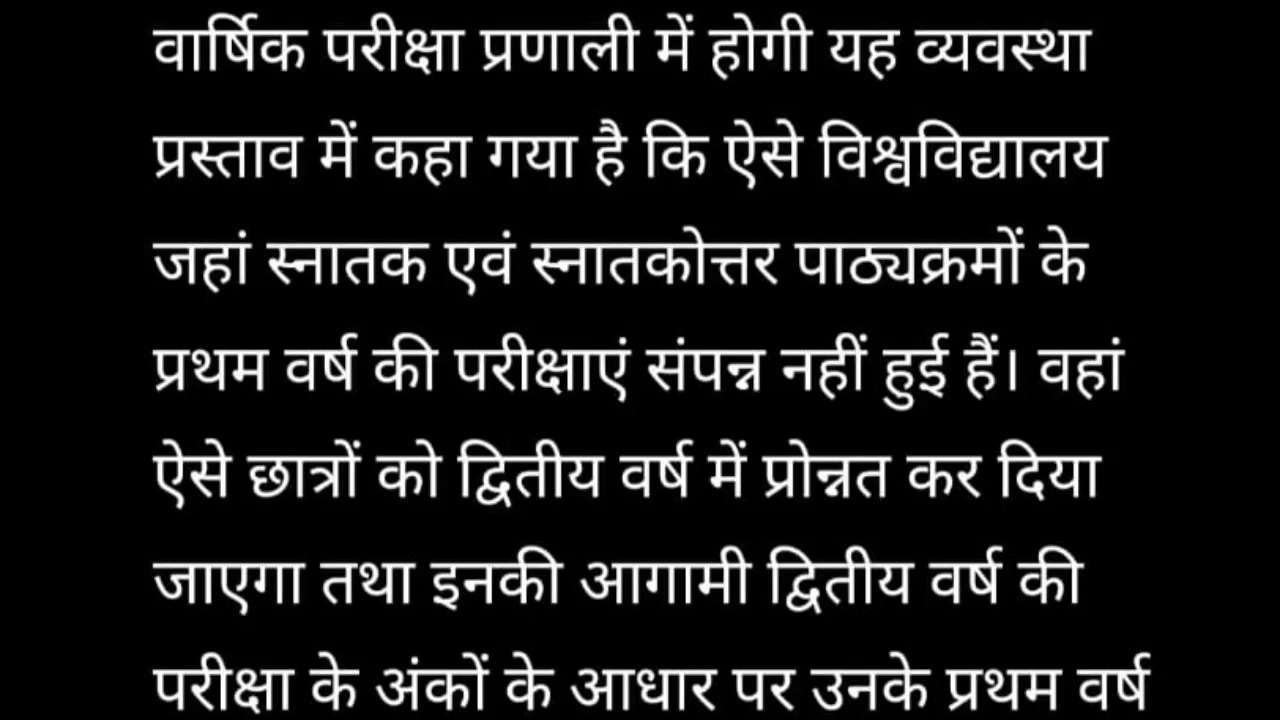 वार्षिक परीक्षा प्रणाली में होगी यह व्यवस्था
प्रस्ताव में कहा गया है कि ऐसे विश्वविद्यालय
जहां स्नातक एवं स्नातकोत्तर पाठ्यक्रमों के
प्रथम वर्ष की परीक्षाएं संपन्न नहीं हुई हैं। वहां
ऐसे छात्रों को द्वितीय वर्ष में प्रोन्नत कर दिया
जाएगा तथा इनकी आगामी द्वितीय वर्ष की
परीक्षा के अंकों के आधार पर उनके प्रथम वर्ष